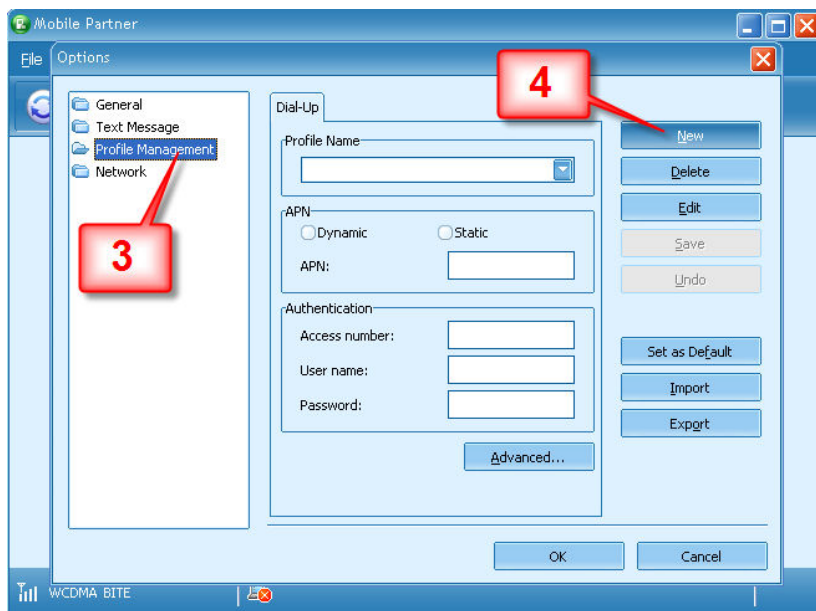 Mobile Partner
File
Options
General
Text Message
Profile Management
Network
3
Dial-Up
Profile Name
APN
Dynamic
Static
APN:
Authentication
Access number:
User name:
Password:
Advanced...
4
New
Delete
Edit
Save
Undo
Set as Default
Import
Export
OK
Cancel
WCDMA BITE